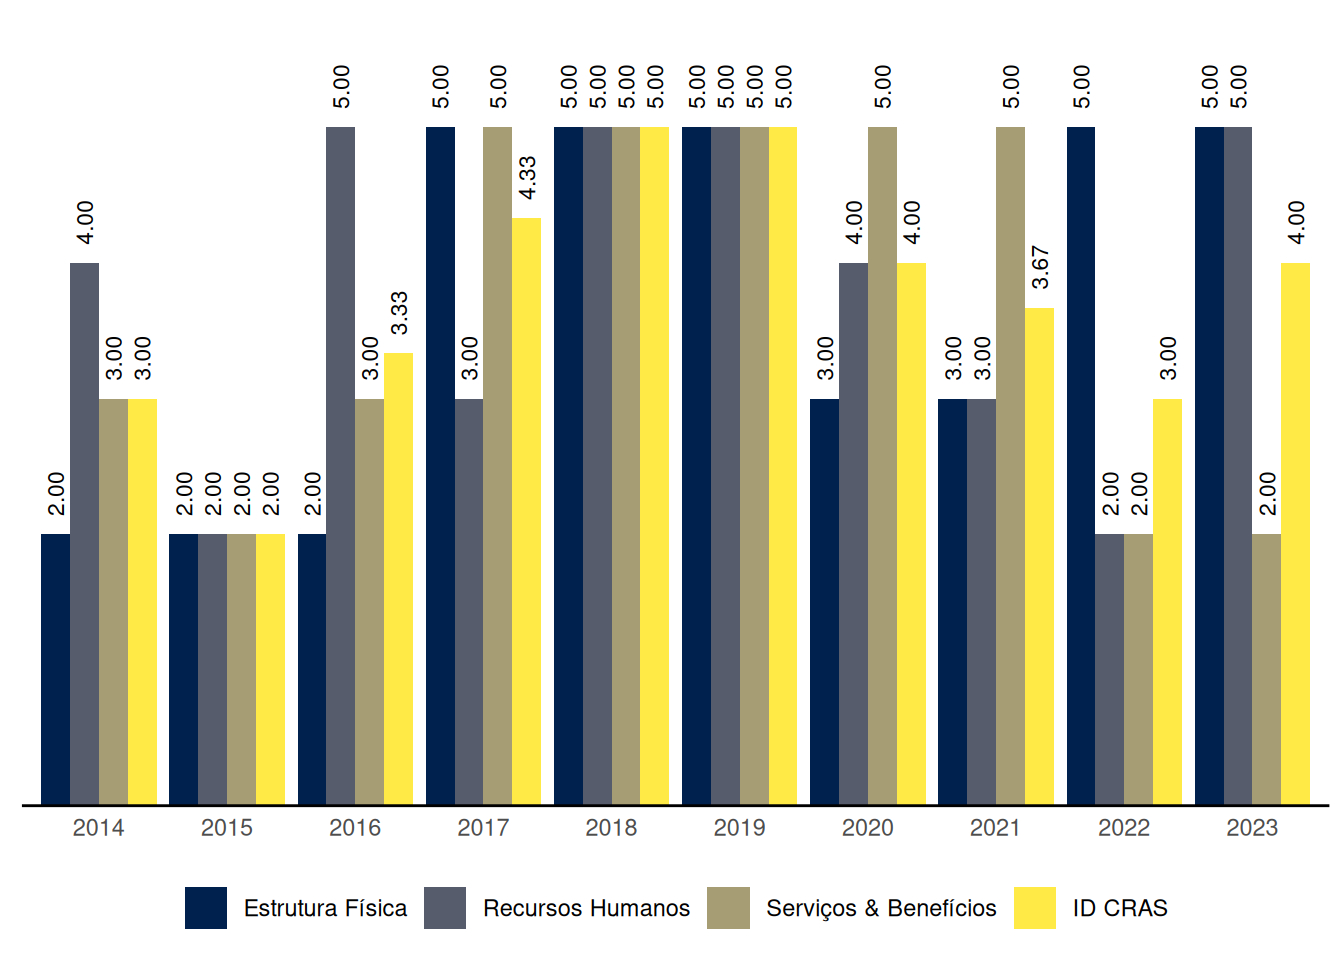 5.00 5.00 5.00 5.00 5.00 5.00 5.00 5.00 5.00 5.00 5.00 5.00 5.00 5.00 5.00 5.00
4.33
4.00 4.00 4.00 4.00
3.67
3.33
3.00 3.00 3.00 3.00 3.00 3.00 3.00 3.00
2.00 2.00 2.00 2.00 2.00 2.00 2.00 2.00 2.00
2014 2015 2016 2017 2018 2019 2020 2021 2022 2023
Estrutura Física Recursos Humanos Serviços & Benefícios ID CRAS